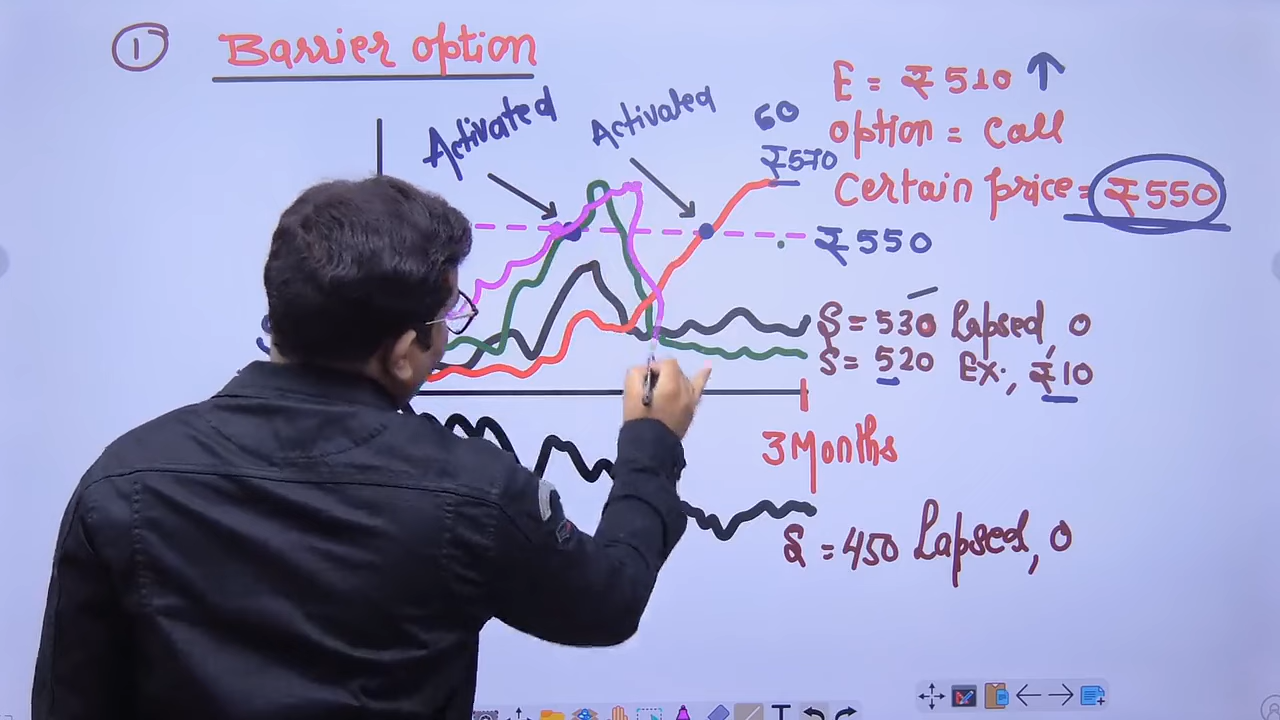 ① Barrier option
E = ₹510 ↑
option = Call
Certain price = ₹550
Activated
Activated
60
₹570
₹550
S = 530 lapsed, 0
S = 520 Ex., ₹10
3 Months
S = 450 Lapsed, 0
T